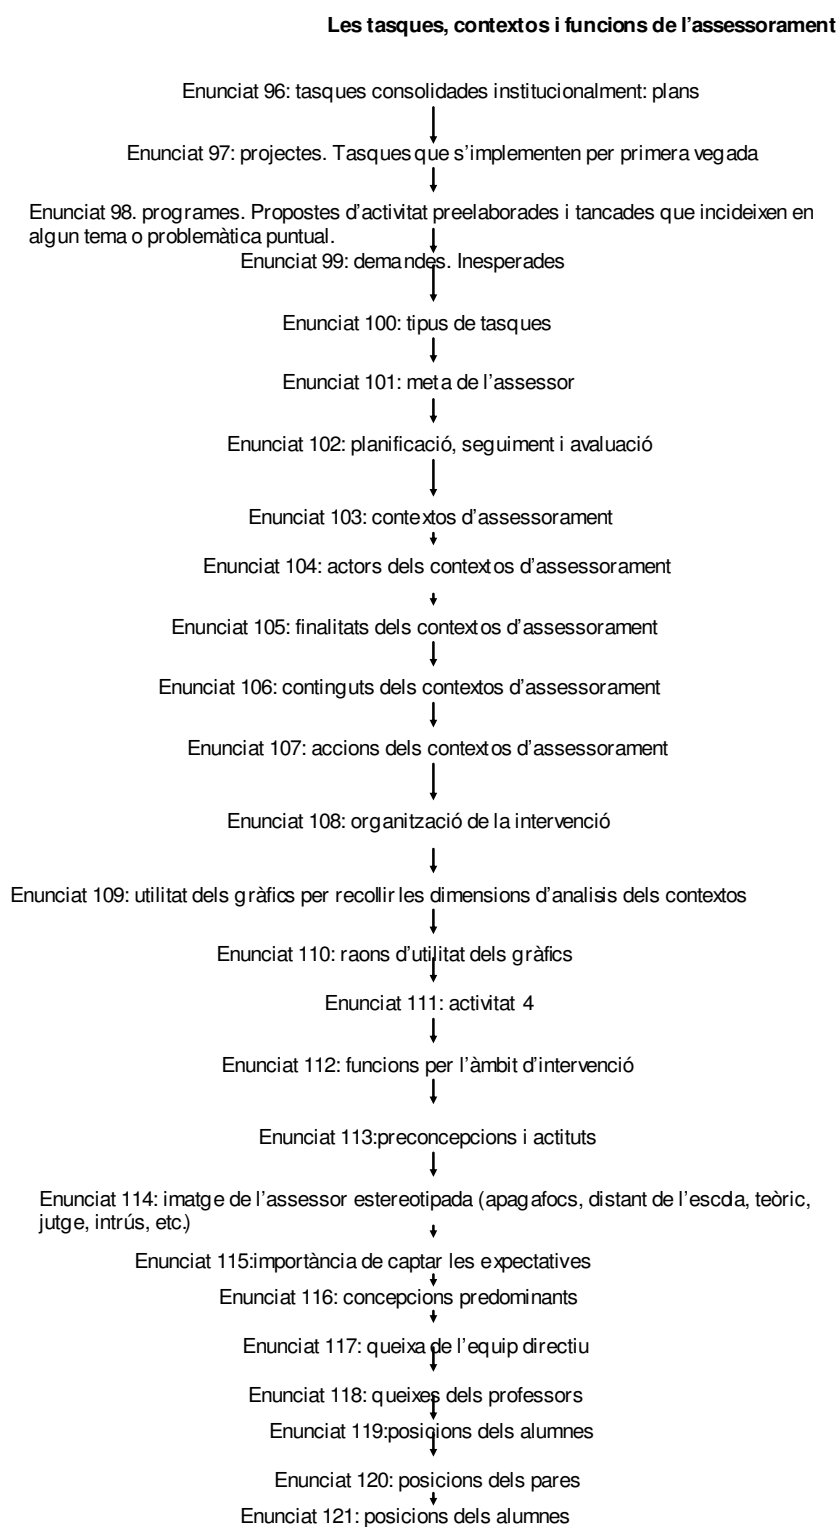 Les tasques, contextos i funcions de l'assessorament
Enunciat 96: tasques consolidades institucionalment: plans
Enunciat 97: projectes. Tasques que s'implementen per primera vegada
Enunciat 98. programes. Propostes d'activitat preelaborades i tancades que incideixen en
algun tema o problemàtica puntual.
Enunciat 99: demandes. Inesperades
Enunciat 100: tipus de tasques
Enunciat 101: meta de l'assessor
Enunciat 102: planificació, seguiment i avaluació
Enunciat 103: contextos d'assessorament
Enunciat 104: actors dels contextos d'assessorament
Enunciat 105: finalitats dels contextos d'assessorament
Enunciat 106: continguts dels contextos d'assessorament
Enunciat 107: accions dels contextos d'assessorament
Enunciat 108: organització de la intervenció
Enunciat 109: utilitat dels gràfics per recollir les dimensions d'analisis dels contextos
Enunciat 110: raons d'utilitat dels gràfics
Enunciat 111: activitat 4
Enunciat 112: funcions per l'àmbit d'intervenció
Enunciat 113:preconcepcions i actituts
Enunciat 114: imatge de l'assessor estereotipada (apagafocs, distant de l'escola, teòric,
jutge, intrús, etc.)
Enunciat 115:importància de captar les expectatives
Enunciat 116: concepcions predominants
Enunciat 117: queixa de l'equip directiu
Enunciat 118: queixes dels professors
Enunciat 119:posicions dels alumnes
Enunciat 120: posicions dels pares
Enunciat 121: posicions dels alumnes